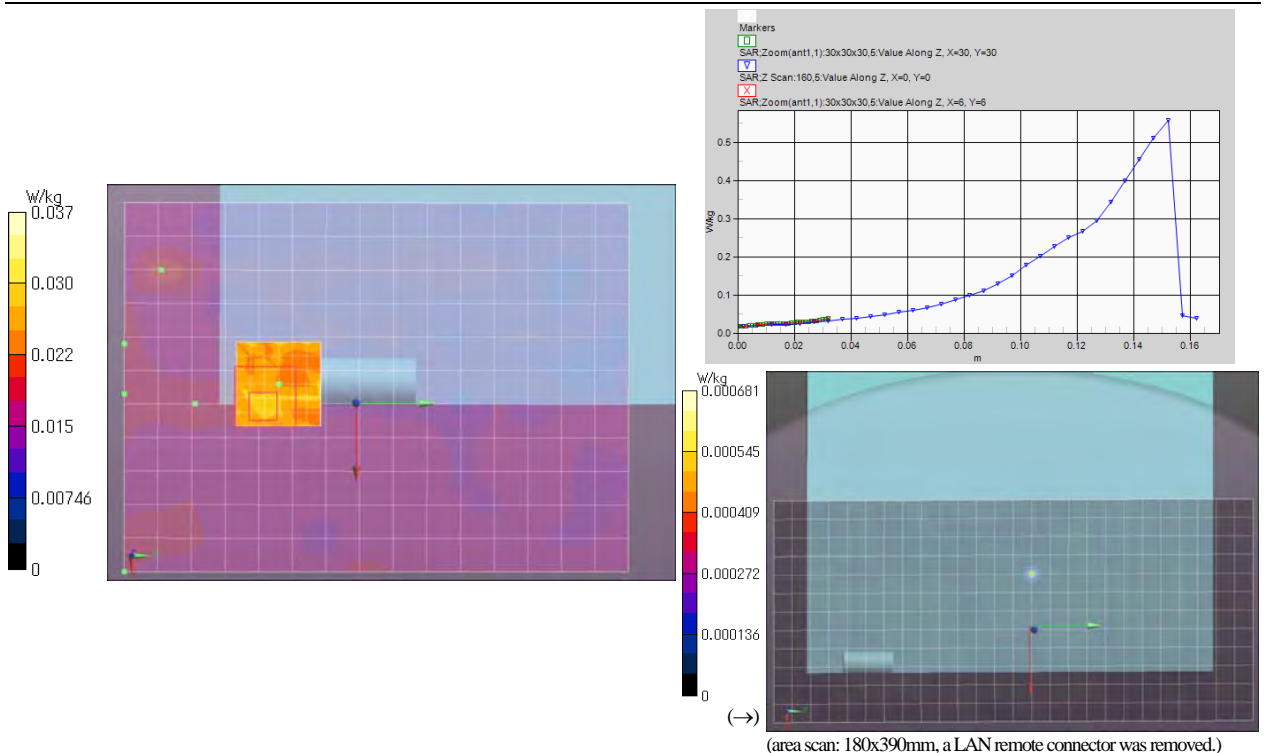 W/kg
0.037
0.030
0.022
0.015
0.00746
0
Markers
SAR;Zoom(ant1,1):30x30x30,5:Value Along Z, X=30, Y=30
SAR;Z Scan:160,5:Value Along Z, X=0, Y=0
SAR;Zoom(ant1,1):30x30x30,5:Value Along Z, X=6, Y=6
W/kg
0.5
0.4
0.3
0.2
0.1
0.0
0.00 0.02 0.04 0.06 0.08 0.10 0.12 0.14 0.16
m
W/kg
0.000681
0.000545
0.000409
0.000272
0.000136
0
(→)
(area scan: 180x390mm, a LAN remote connector was removed.)